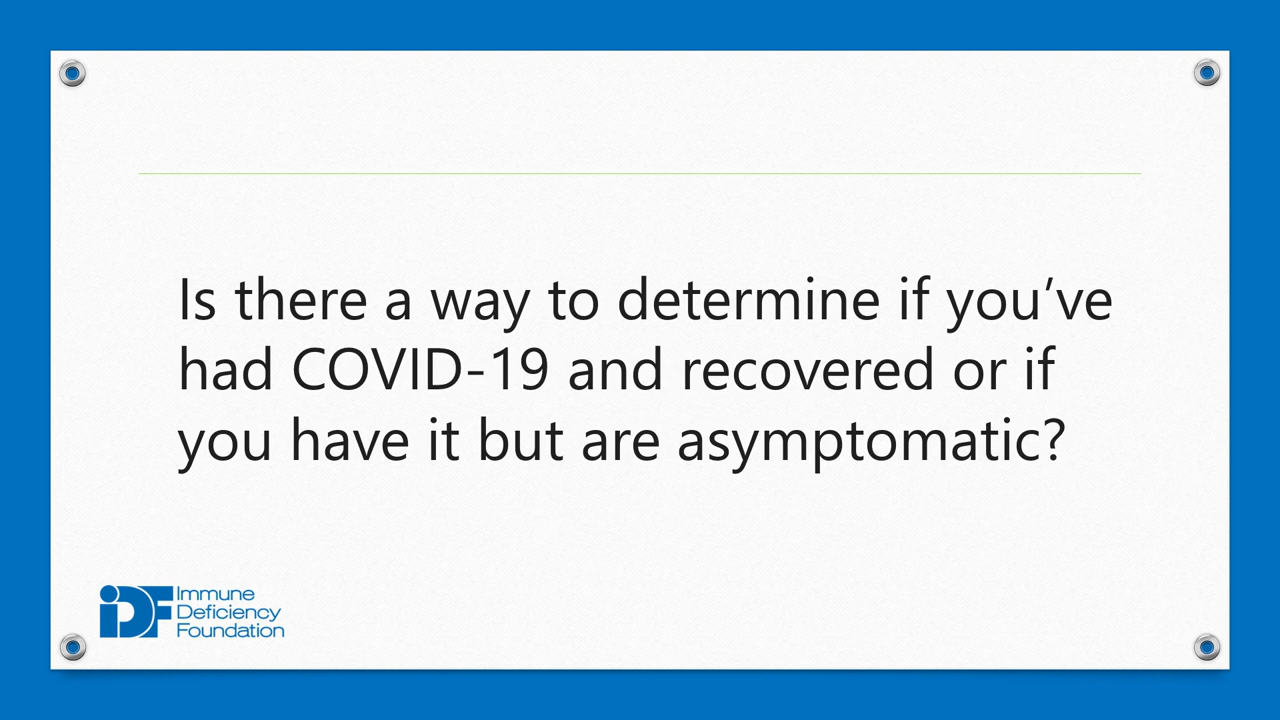 Is there a way to determine if you’ve
had COVID-19 and recovered or if
you have it but are asymptomatic?
iDF Immune
Deficiency
Foundation